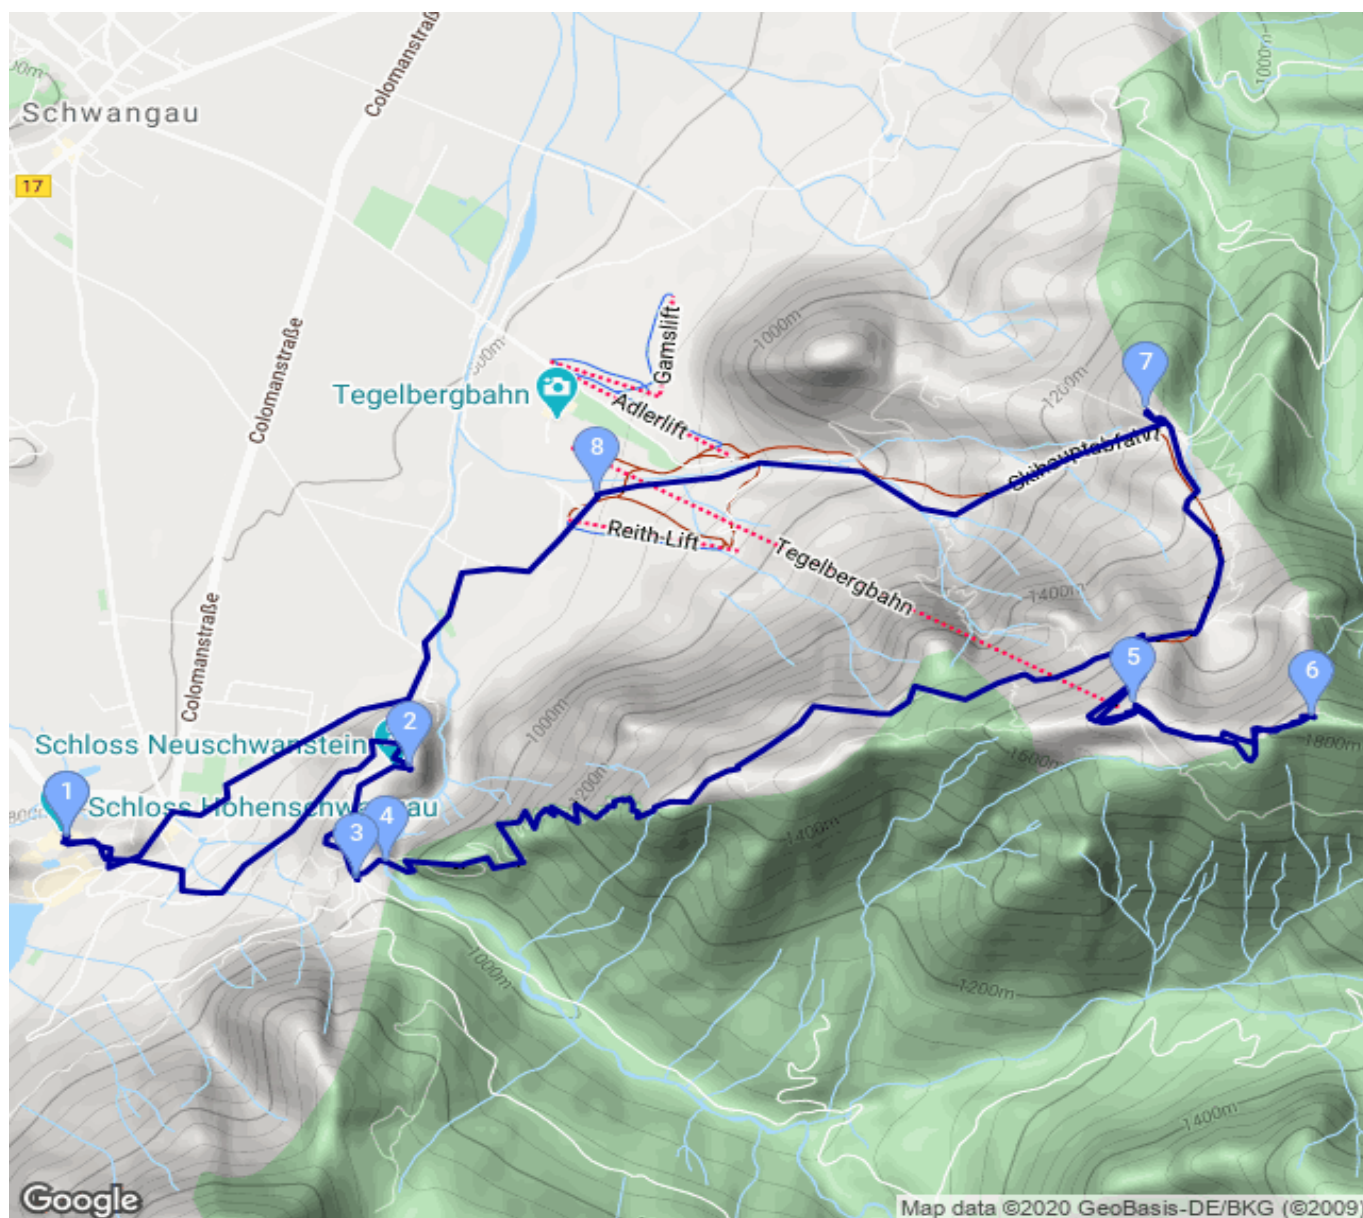 1000m
Schwangau
17
Colomanstraße
Colomanstraße
Colomanstraße
1000m
1200m
Gamslift
Tegelbergbahn
Adlerlift
7
8
Skihauptabfahrt
Reith-Lift
Tegelbergbahn
1400m
5
6
1000m
2
Schloss Neuschwanstein
1600m
1800m
1
Schloss Hohenschwangau
4
3
1200m
1400m
1000m
1200m
1400m
Google
Map data ©2020 GeoBasis-DE/BKG (©2009)